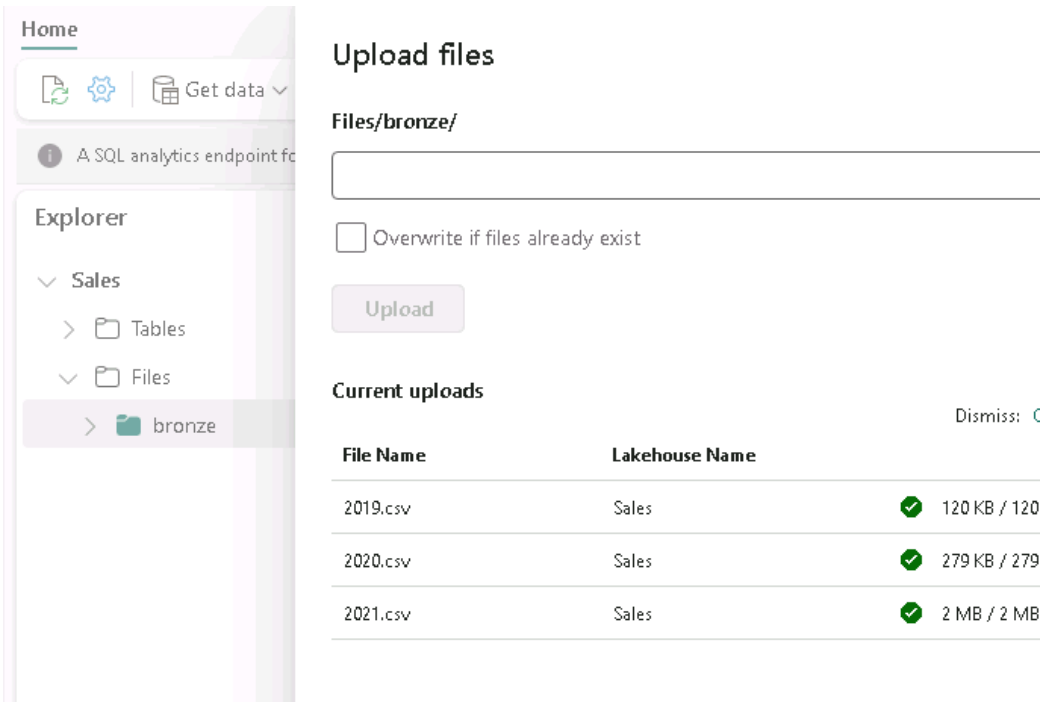 Home
Get data
A SQL analytics endpoint fo
Explorer
Sales
Tables
Files
bronze
Upload files
Files/bronze/
Overwrite if files already exist
Upload
Current uploads
Dismiss:
File Name Lakehouse Name
2019.csv Sales 120 KB / 120
2020.csv Sales 279 KB / 279
2021.csv Sales 2 MB / 2 MB